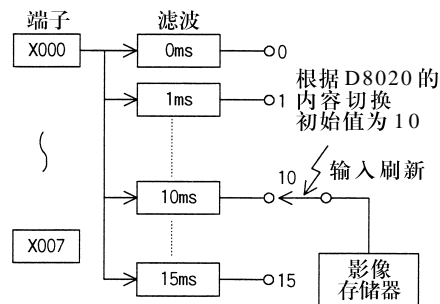 端子 滤波
X000 0ms 0
1ms 1
根据D8020的
内容切换
初始值为10
10ms 10
输入刷新
X007
15ms 15
影像
存储器